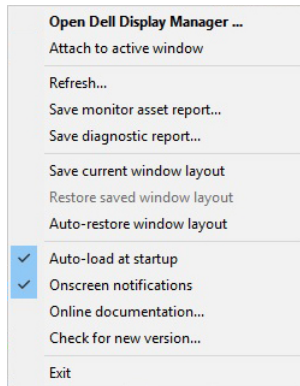 Open Dell Display Manager ...
Attach to active window
Refresh...
Save monitor asset report...
Save diagnostic report...
Save current window layout
Restore saved window layout
Auto-restore window layout
Auto-load at startup
Onscreen notifications
Online documentation...
Check for new version...
Exit